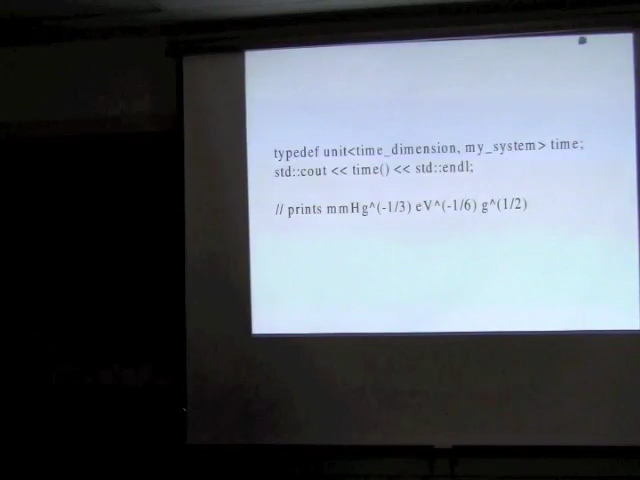 typedef unit<time_dimension, my_system> time;
std::cout << time() << std::endl;
// prints mmHg^(-1/3) eV^(-1/6) g^(1/2)